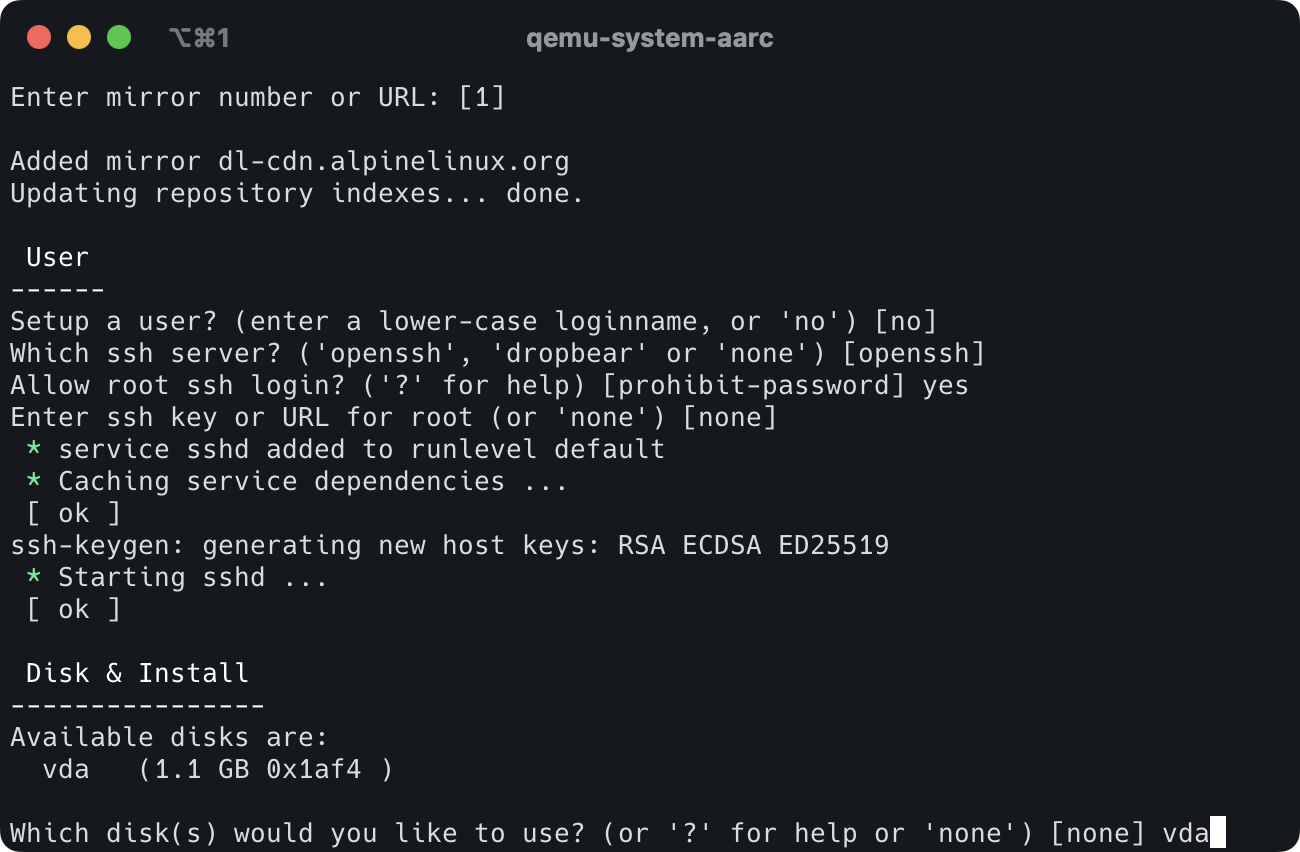 ⌥⌘1
qemu-system-aarc
Enter mirror number or URL: [1]
Added mirror dl-cdn.alpinelinux.org
Updating repository indexes... done.
User
------
Setup a user? (enter a lower-case loginname, or 'no') [no]
Which ssh server? ('openssh', 'dropbear' or 'none') [openssh]
Allow root ssh login? ('?' for help) [prohibit-password] yes
Enter ssh key or URL for root (or 'none') [none]
* service sshd added to runlevel default
* Caching service dependencies ...
[ ok ]
ssh-keygen: generating new host keys: RSA ECDSA ED25519
* Starting sshd ...
[ ok ]
Disk & Install
----------------
Available disks are:
vda   (1.1 GB 0x1af4 )
Which disk(s) would you like to use? (or '?' for help or 'none') [none] vda